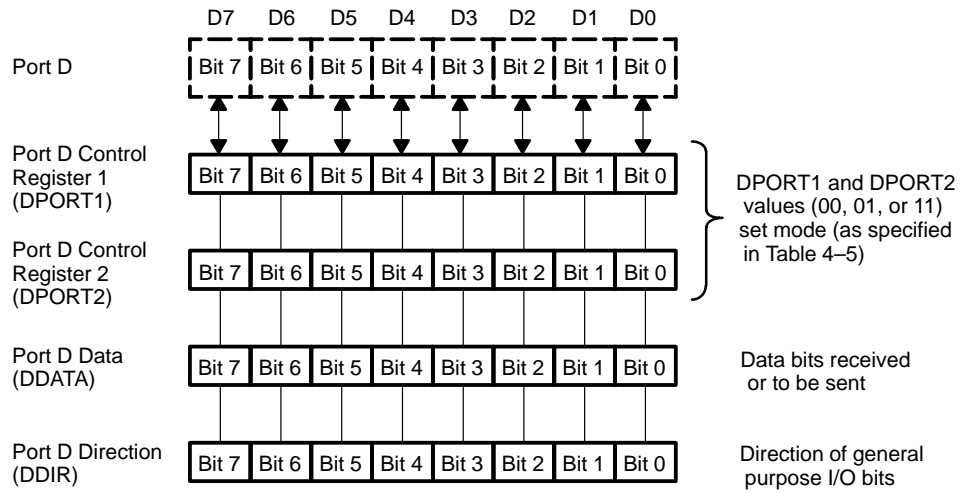 D7 D6 D5 D4 D3 D2 D1 D0
Port D
Bit 7 Bit 6 Bit 5 Bit 4 Bit 3 Bit 2 Bit 1 Bit 0
Port D Control
Register 1
(DPORT1)
Bit 7 Bit 6 Bit 5 Bit 4 Bit 3 Bit 2 Bit 1 Bit 0
DPORT1 and DPORT2
values (00, 01, or 11)
set mode (as specified
in Table 4–5)
Port D Control
Register 2
(DPORT2)
Bit 7 Bit 6 Bit 5 Bit 4 Bit 3 Bit 2 Bit 1 Bit 0
Port D Data
(DDATA)
Bit 7 Bit 6 Bit 5 Bit 4 Bit 3 Bit 2 Bit 1 Bit 0
Data bits received
or to be sent
Port D Direction
(DDIR)
Bit 7 Bit 6 Bit 5 Bit 4 Bit 3 Bit 2 Bit 1 Bit 0
Direction of general
purpose I/O bits